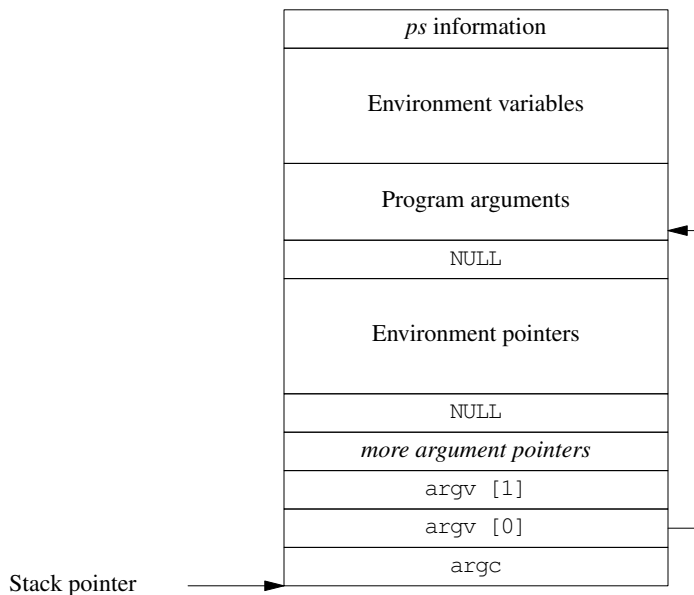 ps information
Environment variables
Program arguments
NULL
Environment pointers
NULL
more argument pointers
argv [1]
argv [0]
argc
Stack pointer